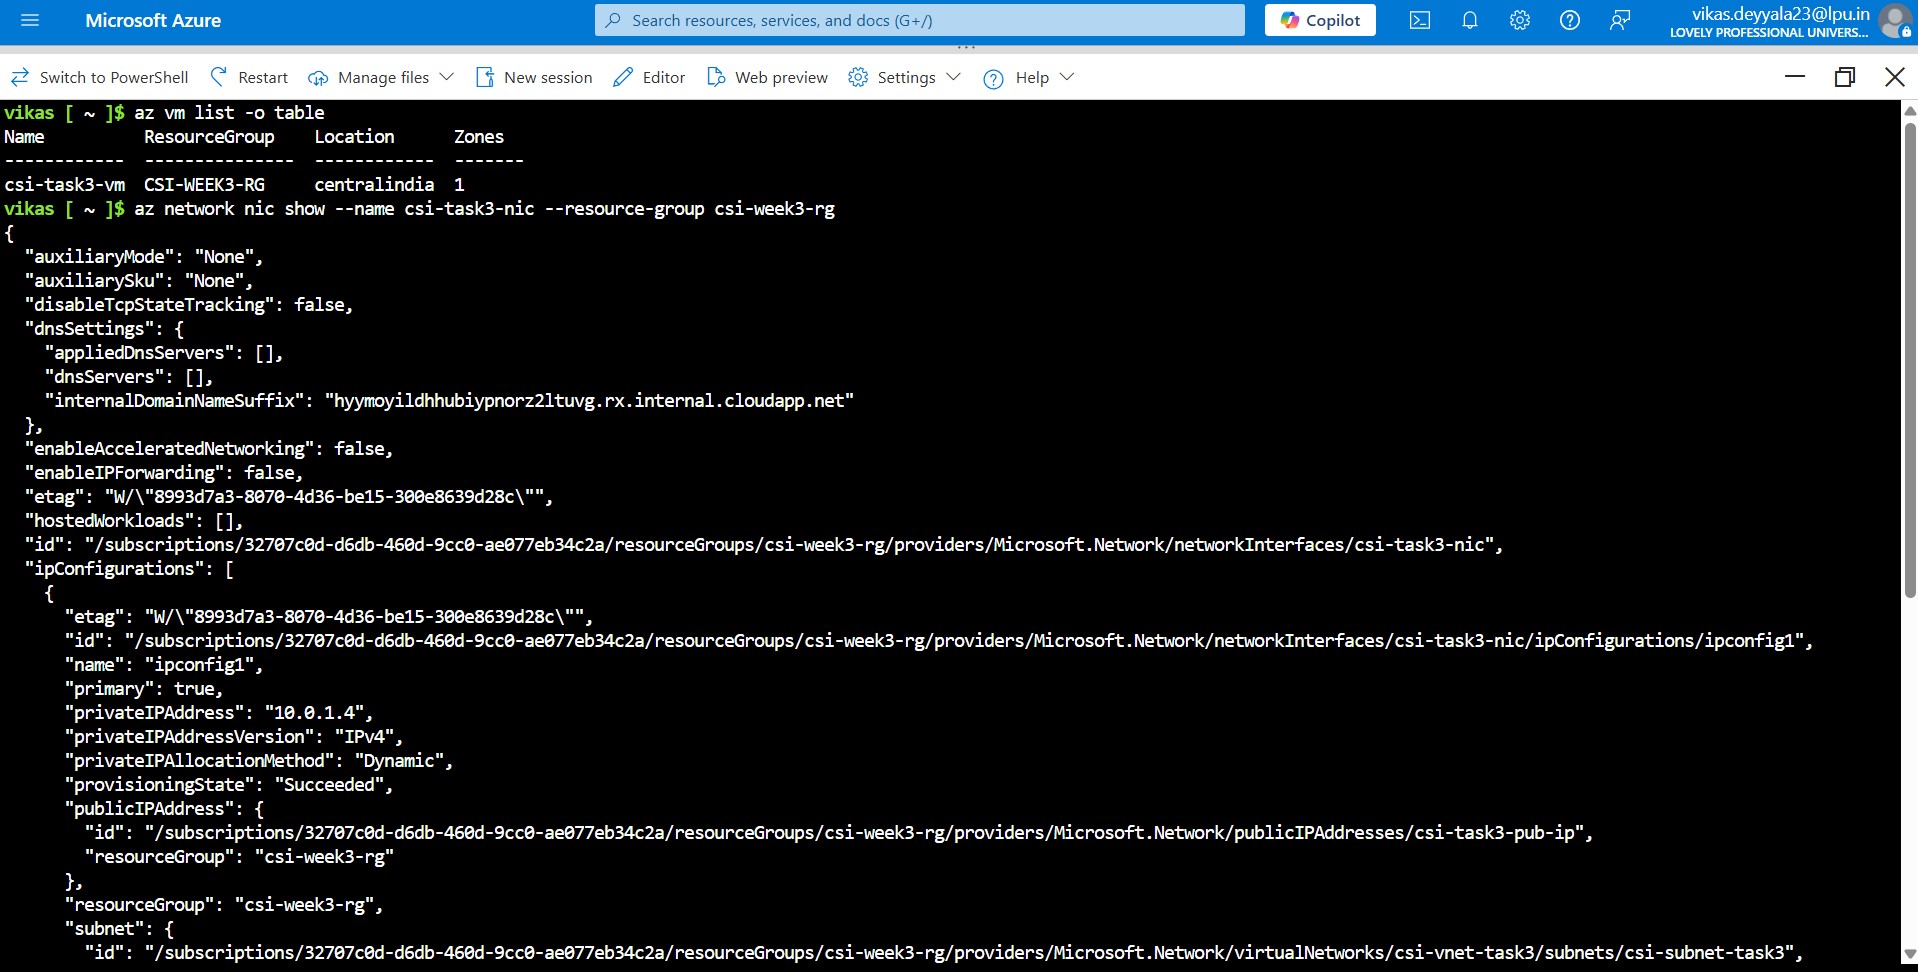 Microsoft Azure
Search resources, services, and docs (G+/)
Copilot
vikas.deyyala23@lpu.in
LOVELY PROFESSIONAL UNIVERS...
Switch to PowerShell
Restart
Manage files
New session
Editor
Web preview
Settings
Help
vikas [ ~ ]$ az vm list -o table
Name          ResourceGroup    Location      Zones
------------  ---------------  ------------  -------
csi-task3-vm  CSI-WEEK3-RG     centralindia  1
vikas [ ~ ]$ az network nic show --name csi-task3-nic --resource-group csi-week3-rg
{
  "auxiliaryMode": "None",
  "auxiliarySku": "None",
  "disableTcpStateTracking": false,
  "dnsSettings": {
    "appliedDnsServers": [],
    "dnsServers": [],
    "internalDomainNameSuffix": "hyymoyildhhubiypnorz2ltuvg.rx.internal.cloudapp.net"
  },
  "enableAcceleratedNetworking": false,
  "enableIPForwarding": false,
  "etag": "W/\"8993d7a3-8070-4d36-be15-300e8639d28c\"",
  "hostedWorkloads": [],
  "id": "/subscriptions/32707c0d-d6db-460d-9cc0-ae077eb34c2a/resourceGroups/csi-week3-rg/providers/Microsoft.Network/networkInterfaces/csi-task3-nic",
  "ipConfigurations": [
    {
      "etag": "W/\"8993d7a3-8070-4d36-be15-300e8639d28c\"",
      "id": "/subscriptions/32707c0d-d6db-460d-9cc0-ae077eb34c2a/resourceGroups/csi-week3-rg/providers/Microsoft.Network/networkInterfaces/csi-task3-nic/ipConfigurations/ipconfig1",
      "name": "ipconfig1",
      "primary": true,
      "privateIPAddress": "10.0.1.4",
      "privateIPAddressVersion": "IPv4",
      "privateIPAllocationMethod": "Dynamic",
      "provisioningState": "Succeeded",
      "publicIPAddress": {
        "id": "/subscriptions/32707c0d-d6db-460d-9cc0-ae077eb34c2a/resourceGroups/csi-week3-rg/providers/Microsoft.Network/publicIPAddresses/csi-task3-pub-ip",
        "resourceGroup": "csi-week3-rg"
      },
      "resourceGroup": "csi-week3-rg",
      "subnet": {
        "id": "/subscriptions/32707c0d-d6db-460d-9cc0-ae077eb34c2a/resourceGroups/csi-week3-rg/providers/Microsoft.Network/virtualNetworks/csi-vnet-task3/subnets/csi-subnet-task3",